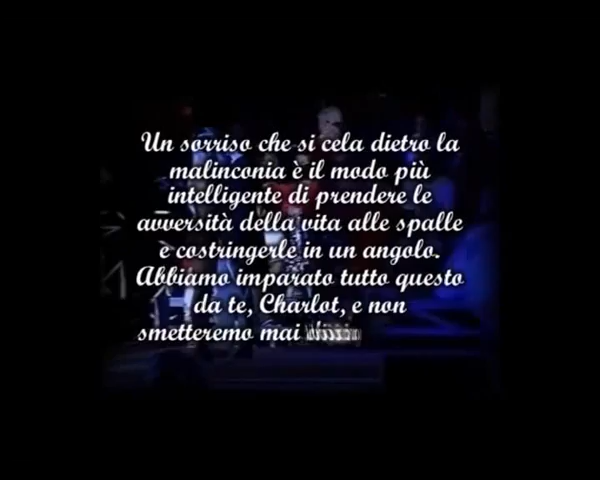 Un sorriso che si cela dietro la
malinconia è il modo più
intelligente di prendere le
avversità della vita alle spalle
e costringerle in un angolo.
Abbiamo imparato tutto questo
da te, Charlot, e non
smetteremo mai